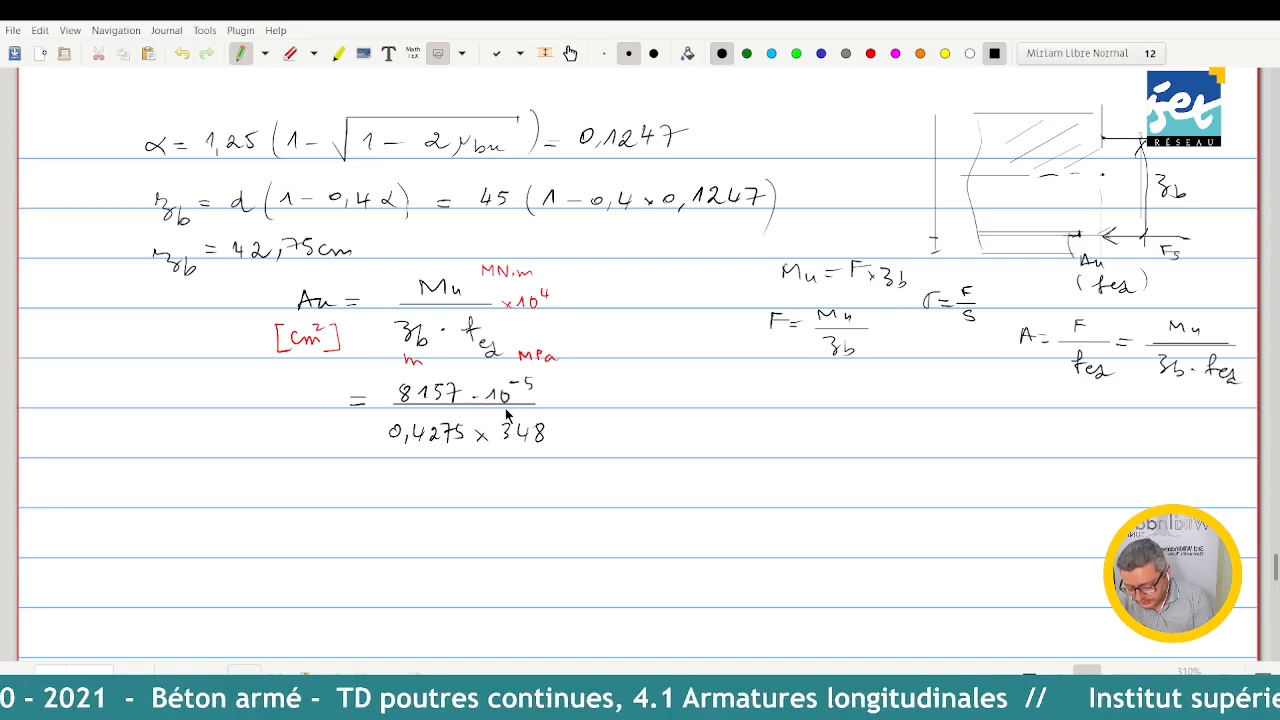 File Edit View Navigation Journal Tools Plugin Help
Miriam Libre Normal 12
α = 1,25 (1 - √(1 - 2μbu)) = 0,1247
zb = d (1 - 0,4 α) = 45 (1 - 0,4 × 0,1247)
zb = 42,75 cm
MN.m
Au = Mu / (zb · fed) × 10⁴
[cm²]
m MPa
= 8157 · 10⁻⁵ / (0,4275 × 348)
Mu = F × zb
F = Mu / zb
σ = F / S
A = F / fed = Mu / (zb · fed)
zb
Fs
Au
(fed)
iset
RÉSEAU
310%
0 - 2021 - Béton armé - TD poutres continues, 4.1 Armatures longitudinales // Institut supérie